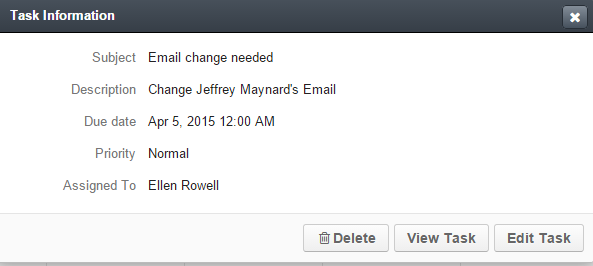 Task Information
Subject Email change needed
Description Change Jeffrey Maynard's Email
Due date Apr 5, 2015 12:00 AM
Priority Normal
Assigned To Ellen Rowell
Delete View Task Edit Task